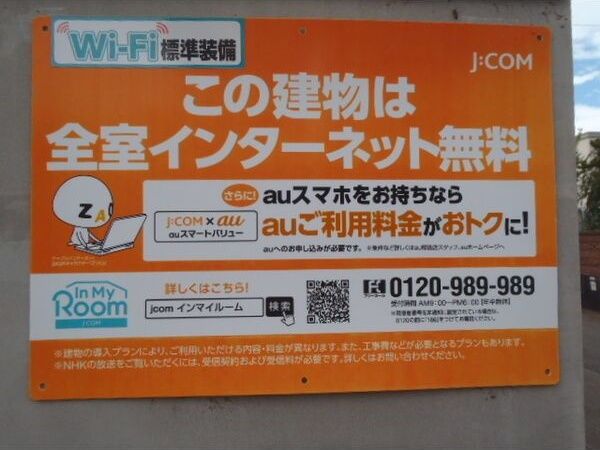 Wi-Fi 標準装備
J:COM
この建物は
全室インターネット無料
さらに!
auスマホをお持ちなら
J:COM × au
auスマートバリュー
auご利用料金がおトクに!
auへのお申し込みが必要です。
ZAQ
In My Room
J:COM
詳しくはこちら!
jcom インマイルーム 検索
0120-989-989
受付時間 AM9:00―PM6:00 [年中無休]
※建物の導入プランにより、ご利用いただける内容・料金が異なります。また、工事費などが必要となるプランもあります。
※NHKの放送をご覧いただくには、受信契約および受信料が必要です。詳しくはお問い合わせください。